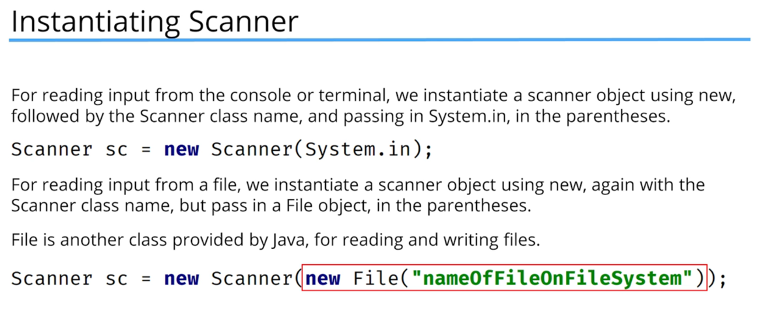 Instantiating Scanner
For reading input from the console or terminal, we instantiate a scanner object using new,
followed by the Scanner class name, and passing in System.in, in the parentheses.
Scanner sc = new Scanner(System.in);
For reading input from a file, we instantiate a scanner object using new, again with the
Scanner class name, but pass in a File object, in the parentheses.
File is another class provided by Java, for reading and writing files.
Scanner sc = new Scanner(new File("nameOfFileOnFileSystem"));